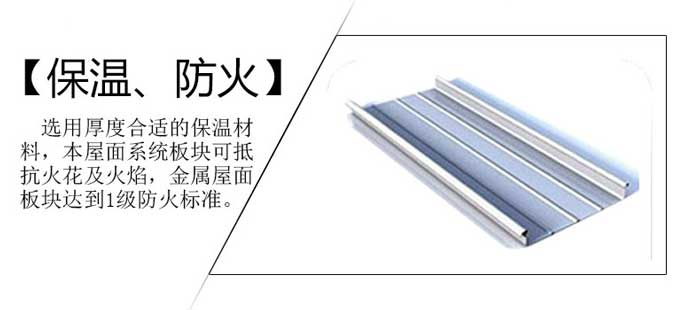 【保温、防火】
选用厚度合适的保温材
料，本屋面系统板块可抵
抗火花及火焰，金属屋面
板块达到1级防火标准。